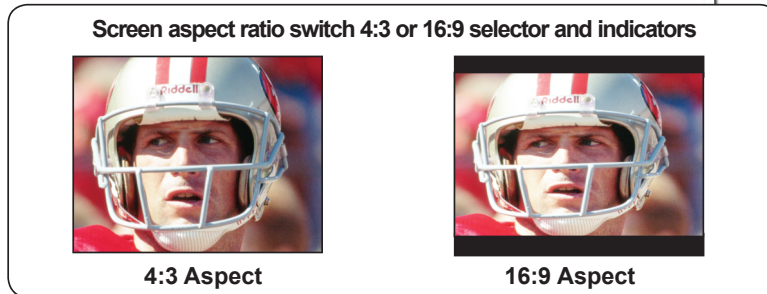 Screen aspect ratio switch 4:3 or 16:9 selector and indicators
Riddell
Riddell
4:3 Aspect
16:9 Aspect